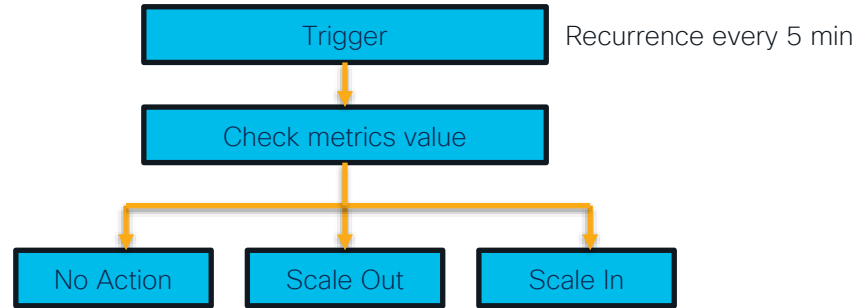 Trigger
Recurrence every 5 min
Check metrics value
No Action
Scale Out
Scale In